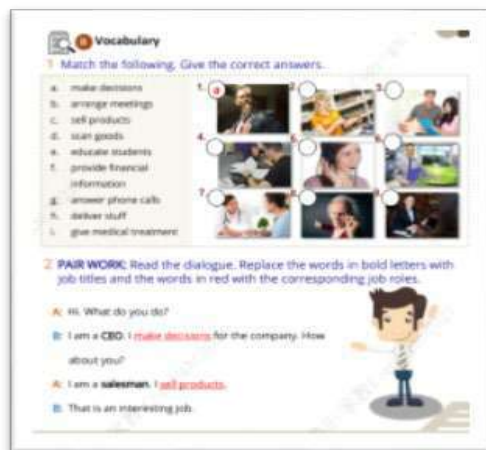 B Vocabulary
1 Match the following. Give the correct answers.
a. make decisions
b. arrange meetings
c. sell products
d. scan goods
e. educate students
f. provide financial
information
g. answer phone calls
h. deliver stuff
i. give medical treatment
1. a
2.
3.
4.
5.
6.
7.
8.
9.
2 PAIR WORK: Read the dialogue. Replace the words in bold letters with
job titles and the words in red with the corresponding job roles.
A: Hi. What do you do?
B: I am a CEO. I make decisions for the company. How
about you?
A: I am a salesman. I sell products.
B: That is an interesting job.